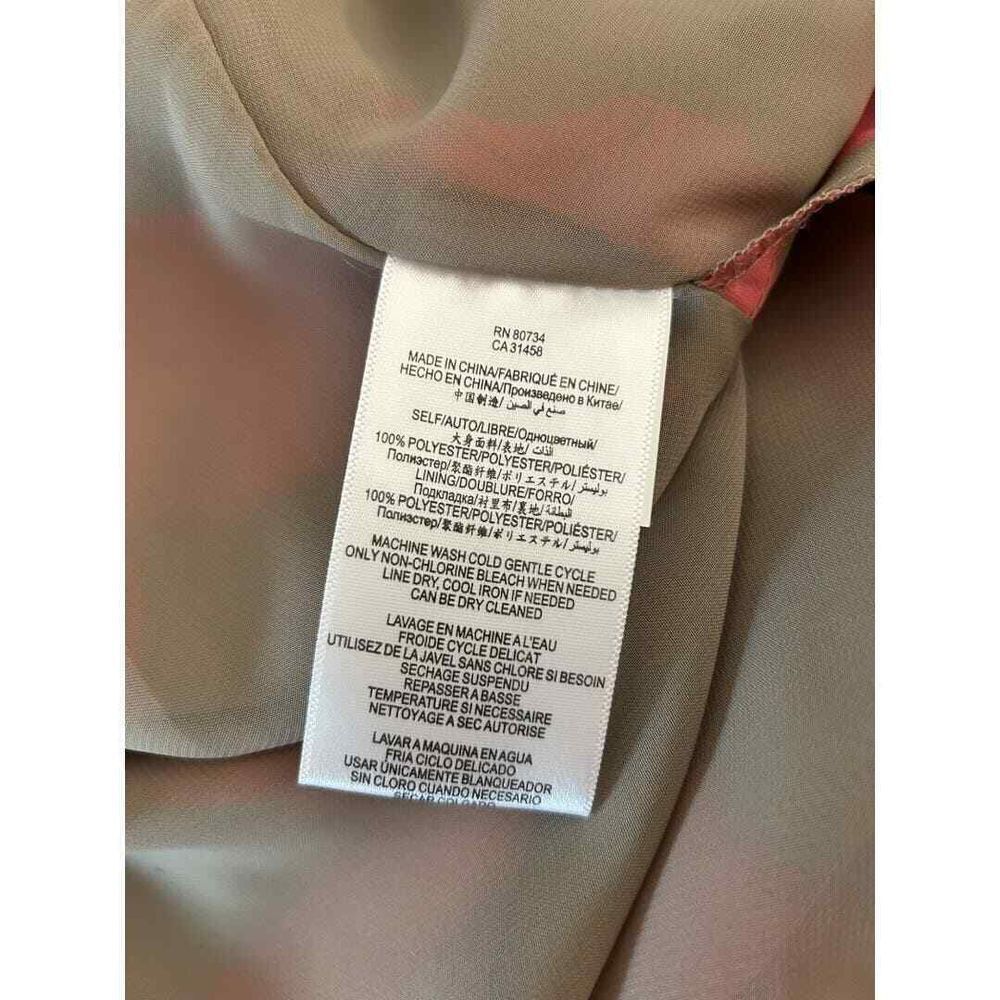 RN 80734
CA 31458
MADE IN CHINA/FABRIQUÉ EN CHINE/
HECHO EN CHINA/Произведено в Китае/
中国制造/ صنع في الصين/
SELF/AUTO/LIBRE/Одноцветный/
大身面料/表地/ الذات/
100% POLYESTER/POLYESTER/POLIÉSTER/
Полиэстер/聚酯纤维/ポリエステル/ بوليستر/
LINING/DOUBLURE/FORRO/
Подкладка/衬里布/裏地/ البطانة/
100% POLYESTER/POLYESTER/POLIÉSTER/
Полиэстер/聚酯纤维/ポリエステル/ بوليستر/
MACHINE WASH COLD GENTLE CYCLE
ONLY NON-CHLORINE BLEACH WHEN NEEDED
LINE DRY, COOL IRON IF NEEDED
CAN BE DRY CLEANED
LAVAGE EN MACHINE A L'EAU
FROIDE CYCLE DELICAT
UTILISEZ DE LA JAVEL SANS CHLORE SI BESOIN
SECHAGE SUSPENDU
REPASSER A BASSE
TEMPERATURE SI NECESSAIRE
NETTOYAGE A SEC AUTORISE
LAVAR A MAQUINA EN AGUA
FRIA CICLO DELICADO
USAR ÚNICAMENTE BLANQUEADOR
SIN CLORO CUANDO NECESARIO
SECAR COLGADO